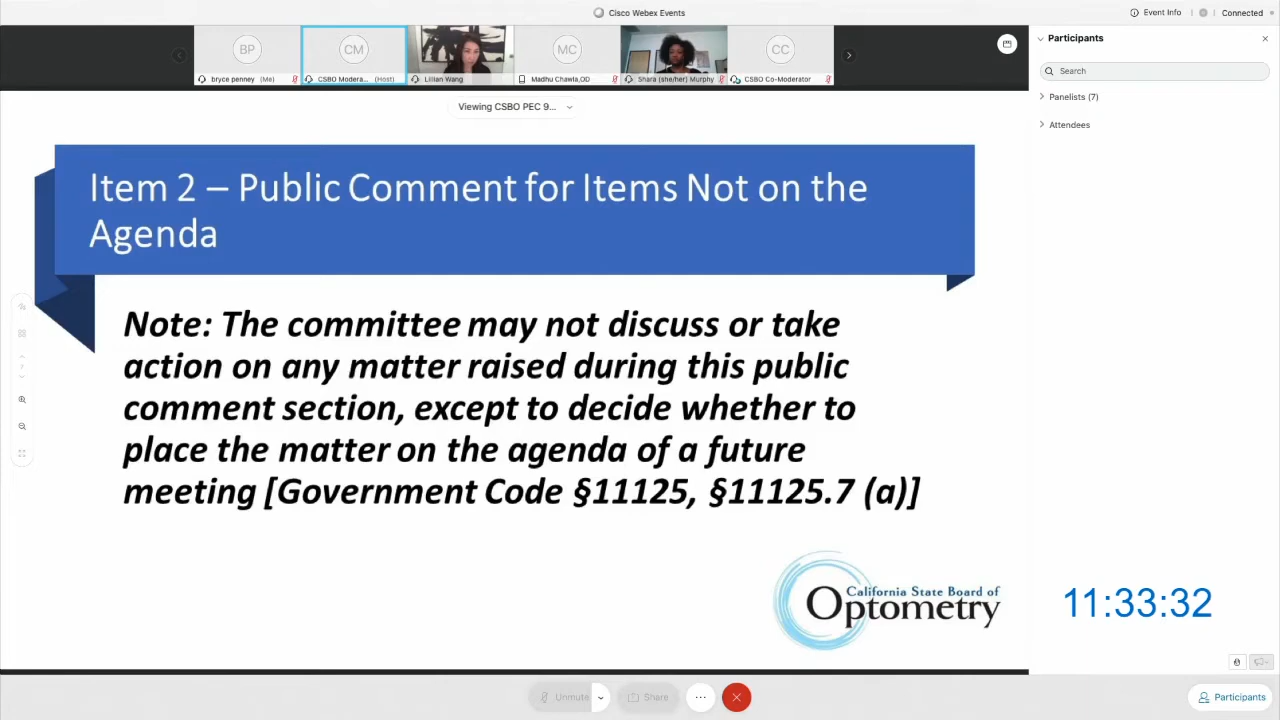 Cisco Webex Events
Event Info
Connected
BP
CM
MC
CC
bryce penney (Me)
CSBO Modera... (Host)
Lilian Wang
Madhu Chawla,OD
Shara (she/her) Murphy
CSBO Co-Moderator
Participants
Search
Panelists (7)
Attendees
Viewing CSBO PEC 9...
Item 2 – Public Comment for Items Not on the
Agenda
Note: The committee may not discuss or take
action on any matter raised during this public
comment section, except to decide whether to
place the matter on the agenda of a future
meeting [Government Code §11125, §11125.7 (a)]
California State Board of
Optometry
11:33:32
Unmute
Share
Participants